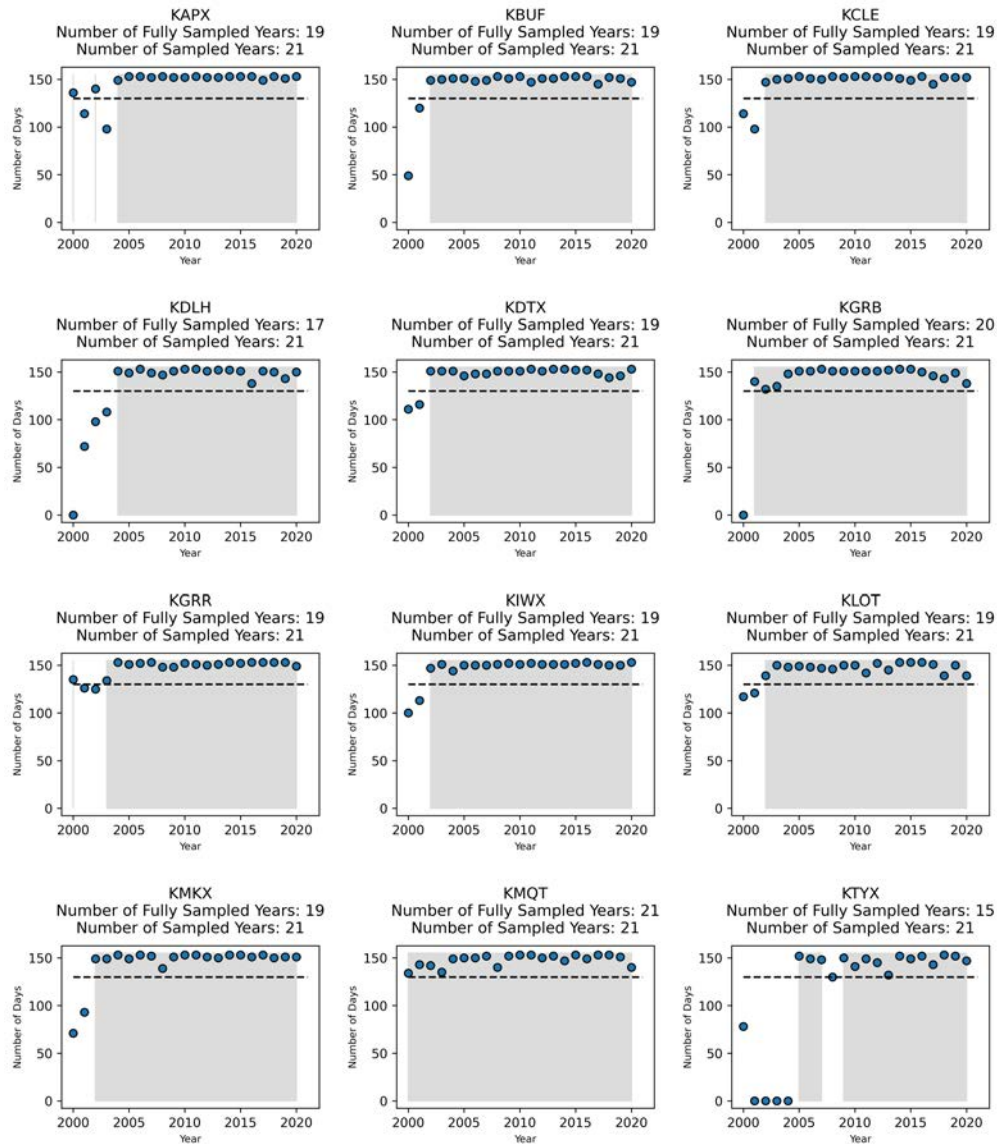 KAPX
Number of Fully Sampled Years: 19
Number of Sampled Years: 21
150
100
50
0
Number of Days
2000 2005 2010 2015 2020
Year
KBUF
Number of Fully Sampled Years: 19
Number of Sampled Years: 21
150
100
50
0
Number of Days
2000 2005 2010 2015 2020
Year
KCLE
Number of Fully Sampled Years: 19
Number of Sampled Years: 21
150
100
50
0
Number of Days
2000 2005 2010 2015 2020
Year
KDLH
Number of Fully Sampled Years: 17
Number of Sampled Years: 21
150
100
50
0
Number of Days
2000 2005 2010 2015 2020
Year
KDTX
Number of Fully Sampled Years: 19
Number of Sampled Years: 21
150
100
50
0
Number of Days
2000 2005 2010 2015 2020
Year
KGRB
Number of Fully Sampled Years: 20
Number of Sampled Years: 21
150
100
50
0
Number of Days
2000 2005 2010 2015 2020
Year
KGRR
Number of Fully Sampled Years: 19
Number of Sampled Years: 21
150
100
50
0
Number of Days
2000 2005 2010 2015 2020
Year
KIWX
Number of Fully Sampled Years: 19
Number of Sampled Years: 21
150
100
50
0
Number of Days
2000 2005 2010 2015 2020
Year
KLOT
Number of Fully Sampled Years: 19
Number of Sampled Years: 21
150
100
50
0
Number of Days
2000 2005 2010 2015 2020
Year
KMKX
Number of Fully Sampled Years: 19
Number of Sampled Years: 21
150
100
50
0
Number of Days
2000 2005 2010 2015 2020
Year
KMQT
Number of Fully Sampled Years: 21
Number of Sampled Years: 21
150
100
50
0
Number of Days
2000 2005 2010 2015 2020
Year
KTYX
Number of Fully Sampled Years: 15
Number of Sampled Years: 21
150
100
50
0
Number of Days
2000 2005 2010 2015 2020
Year